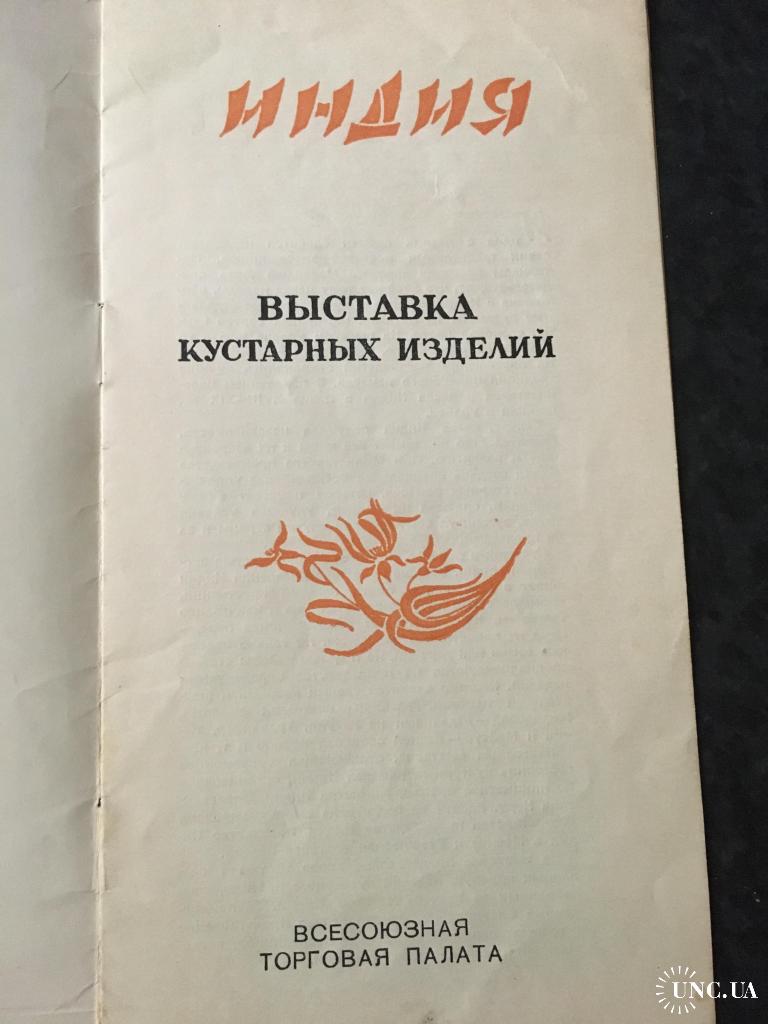 ИНДИЯ
ВЫСТАВКА
КУСТАРНЫХ ИЗДЕЛИЙ
ВСЕСОЮЗНАЯ
ТОРГОВАЯ ПАЛАТА
UNC.UA